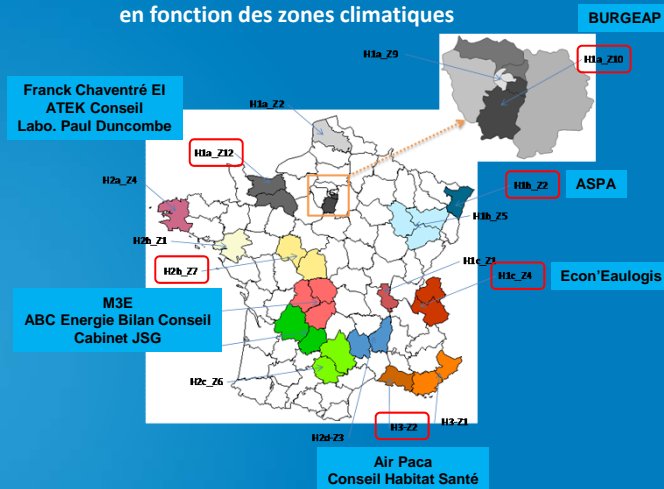 en fonction des zones climatiques
BURGEAP
H1a_Z9
H1a_Z10
Franck Chaventré EI
ATEK Conseil
Labo. Paul Duncombe
H1a_Z2
H1a_Z12
H2a_Z4
H1b_Z2
ASPA
H1b_Z5
H2b_Z1
H2b_Z7
H1c_Z1
H1c_Z4
Econ'Eaulogis
M3E
ABC Energie Bilan Conseil
Cabinet JSG
H2c_Z6
H3-Z2
H3-Z1
H2d-Z3
Air Paca
Conseil Habitat Santé